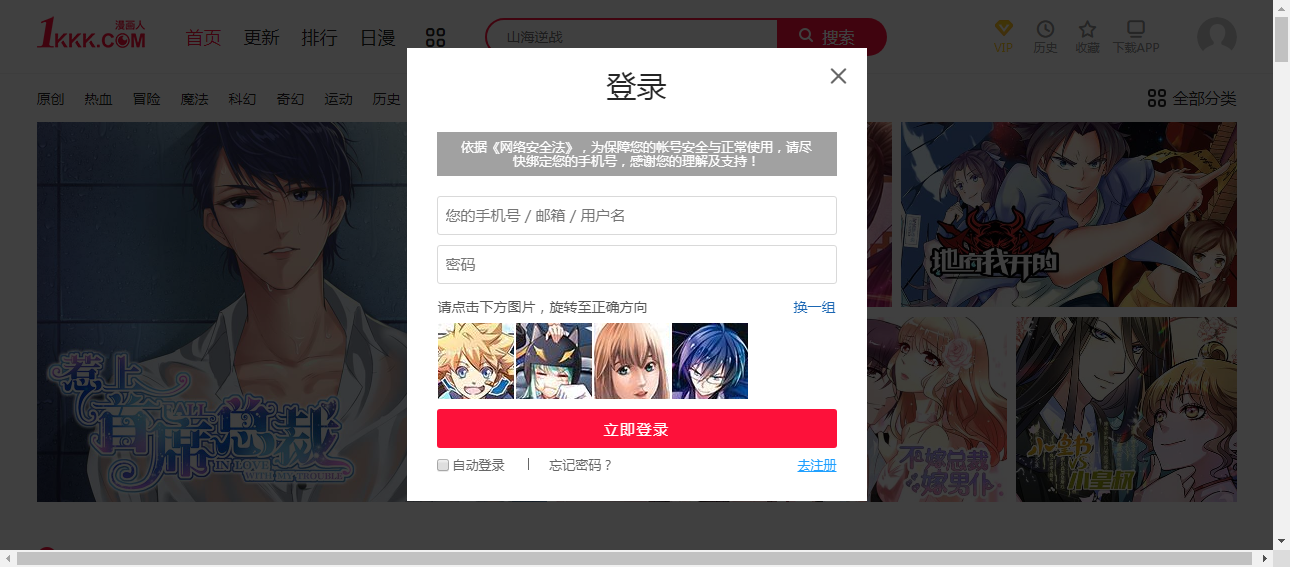 漫画人
1KKK.COM
首页 更新 排行 日漫
山海逆战
搜索
VIP 历史 收藏 下载APP
登录
原创 热血 冒险 魔法 科幻 奇幻 运动 历史
全部分类
依据《网络安全法》，为保障您的帐号安全与正常使用，请尽
快绑定您的手机号，感谢您的理解及支持！
您的手机号 / 邮箱 / 用户名
密码
请点击下方图片，旋转至正确方向
换一组
立即登录
自动登录 | 忘记密码？
去注册
地府我开的
惹上
首席总裁
CALL
IN LOVE
WITH MY TROUBLE
不嫁总裁
嫁男仆